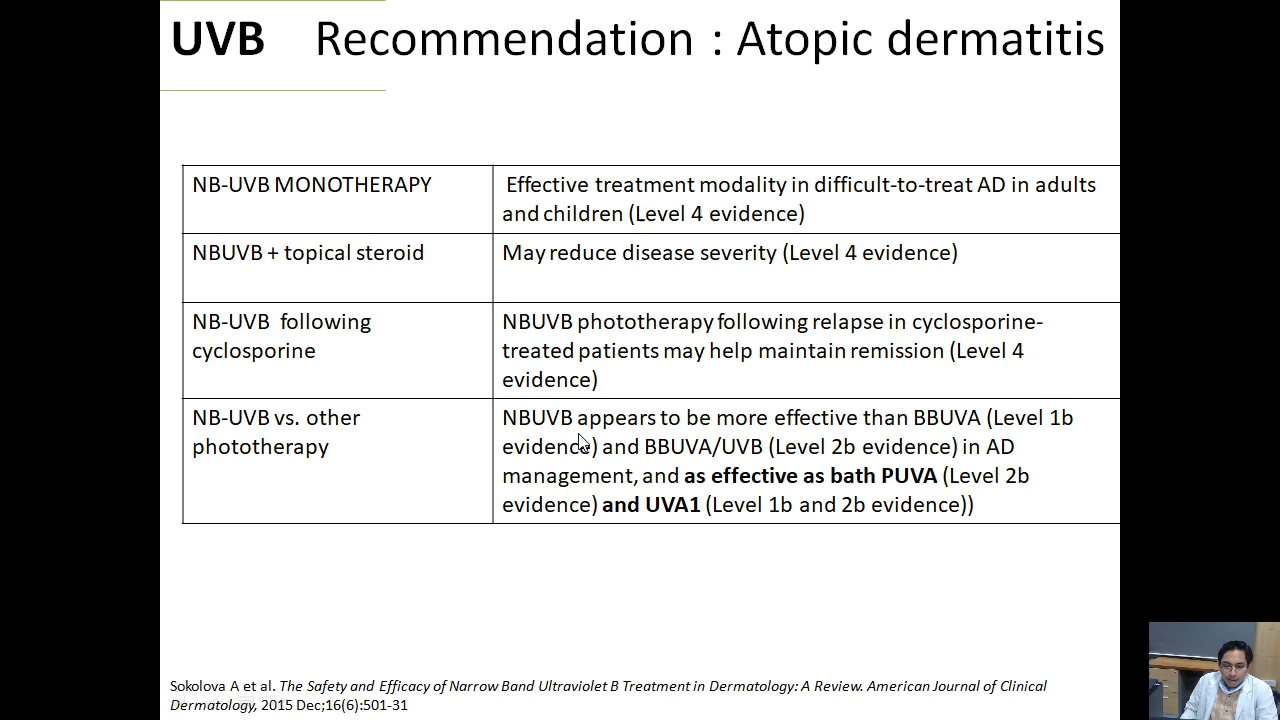 UVB Recommendation : Atopic dermatitis
NB-UVB MONOTHERAPY
Effective treatment modality in difficult-to-treat AD in adults
and children (Level 4 evidence)
NBUVB + topical steroid
May reduce disease severity (Level 4 evidence)
NB-UVB following
cyclosporine
NBUVB phototherapy following relapse in cyclosporine-
treated patients may help maintain remission (Level 4
evidence)
NB-UVB vs. other
phototherapy
NBUVB appears to be more effective than BBUVA (Level 1b
evidence) and BBUVA/UVB (Level 2b evidence) in AD
management, and as effective as bath PUVA (Level 2b
evidence) and UVA1 (Level 1b and 2b evidence))
Sokolova A et al. The Safety and Efficacy of Narrow Band Ultraviolet B Treatment in Dermatology: A Review. American Journal of Clinical
Dermatology, 2015 Dec;16(6):501-31